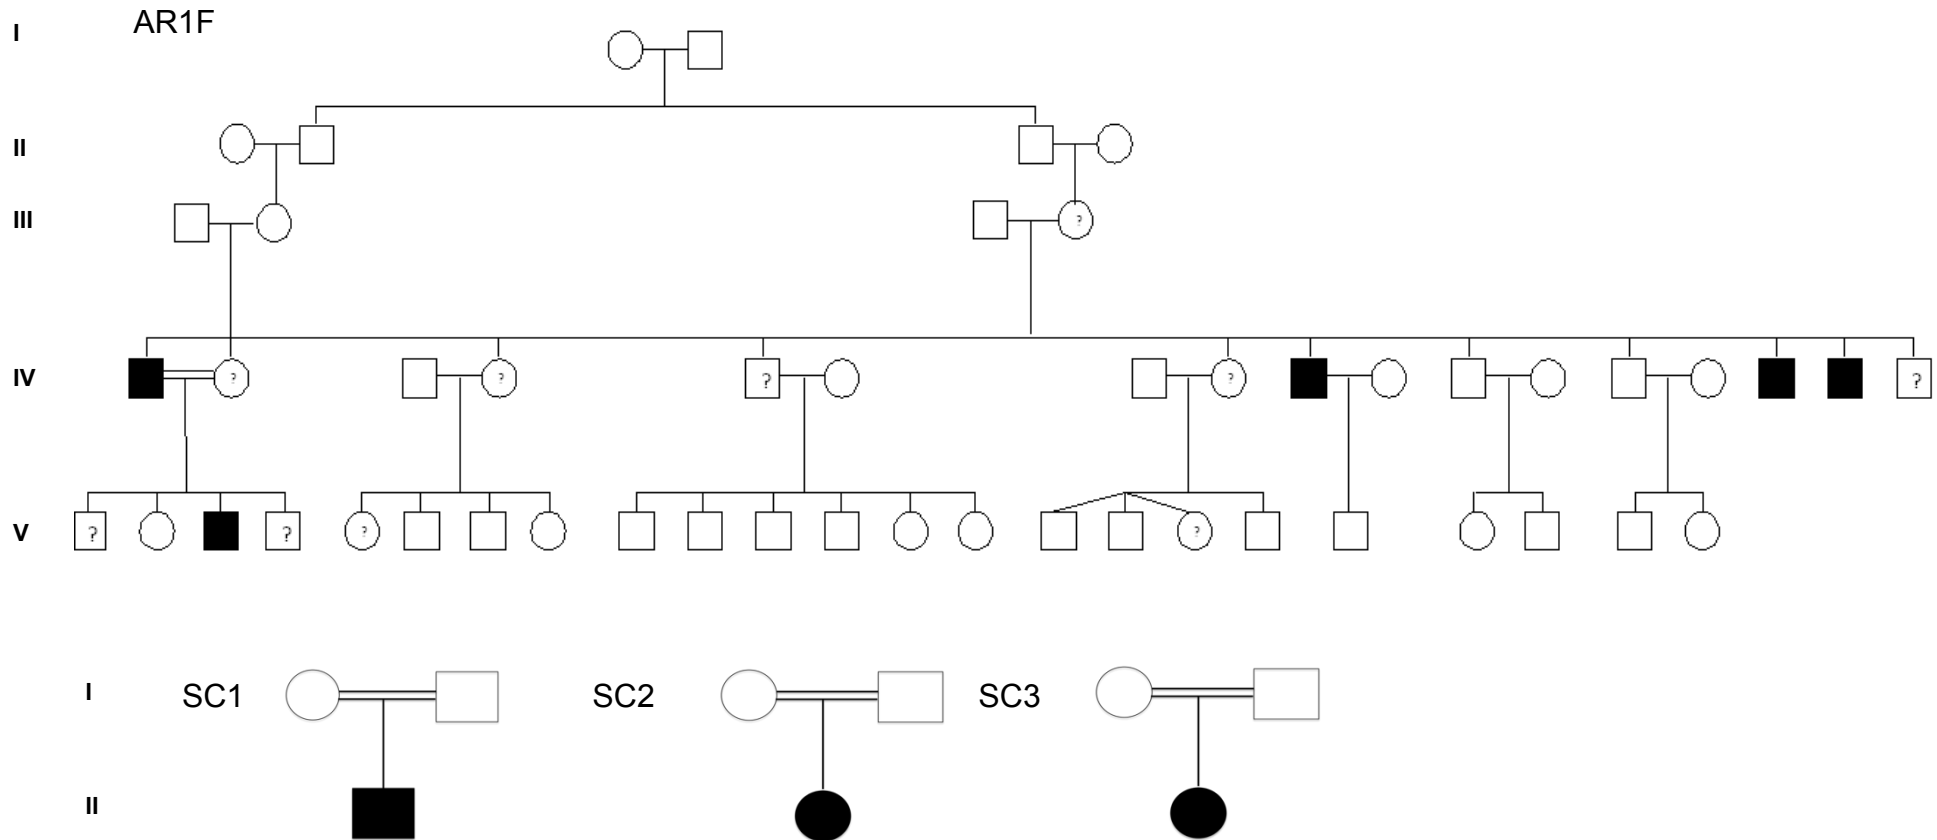 I AR1F
II
III
?
IV
? ? ? ? ?
V
? ? ? ?
I SC1 SC2 SC3
II